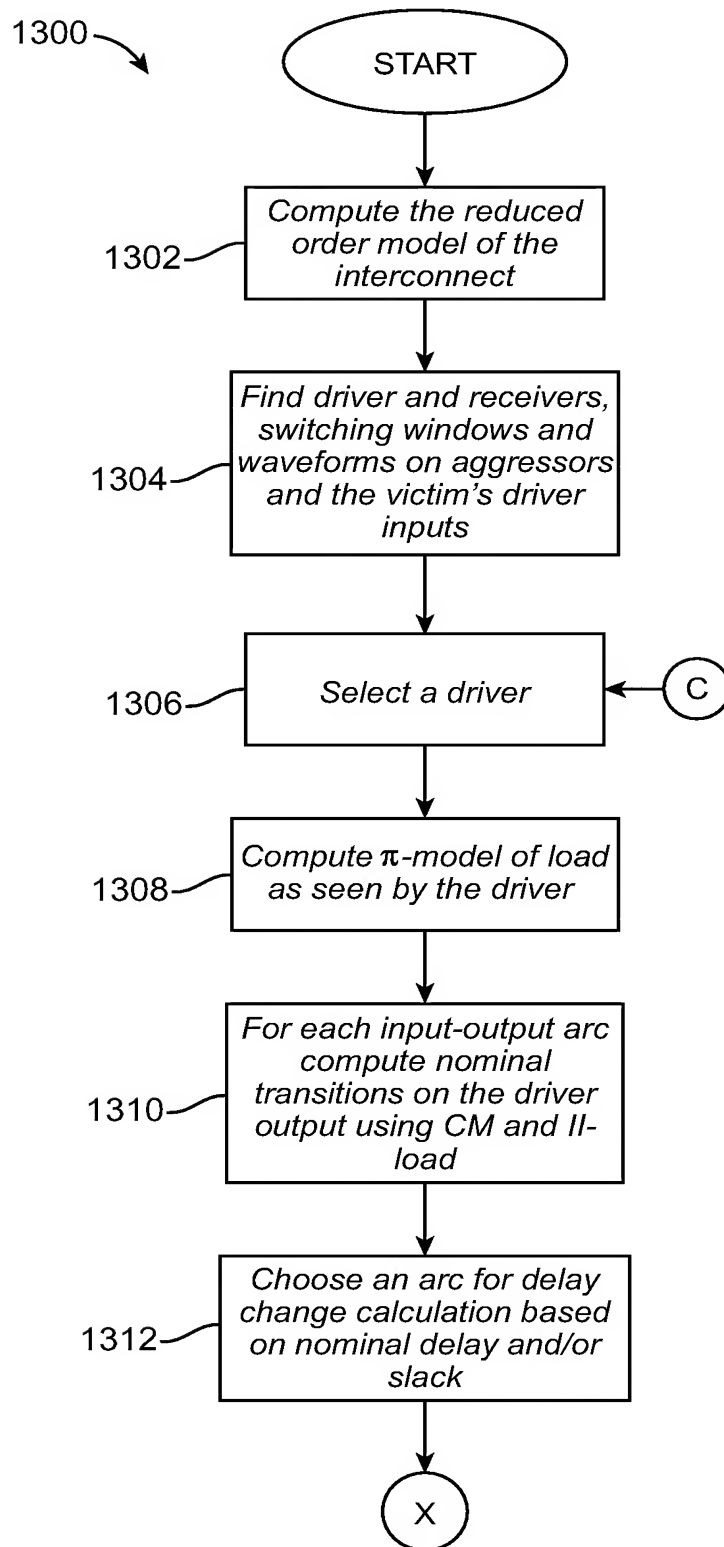 1300
START
Compute the reduced
order model of the
interconnect
1302
Find driver and receivers,
switching windows and
waveforms on aggressors
and the victim's driver
inputs
1304
Select a driver
1306
C
Compute π-model of load
as seen by the driver
1308
For each input-output arc
compute nominal
transitions on the driver
output using CM and II-
load
1310
Choose an arc for delay
change calculation based
on nominal delay and/or
slack
1312
X